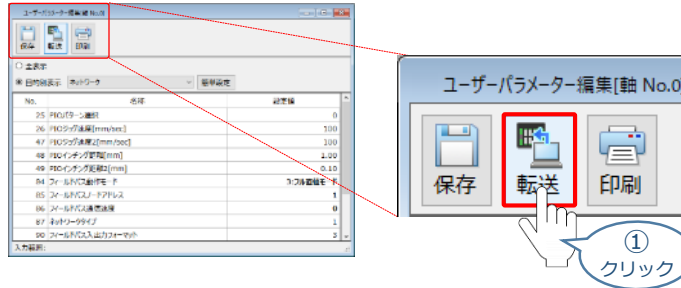 ユーザーパラメーター編集[軸 No.0]
保存 転送 印刷
全表示
目的別表示 ネットワーク 簡単設定
No. 名称 設定値
25 PIOパターン選択 0
26 PIOジョグ速度[mm/sec] 100
47 PIOジョグ速度2[mm/sec] 100
48 PIOインチング距離[mm] 1.00
49 PIOインチング距離2[mm] 0.10
84 フィールドバス動作モード 3:フル直値モード
85 フィールドバスノードアドレス 1
86 フィールドバス通信速度 0
87 ネットワークタイプ 1
90 フィールドバス入出力フォーマット 3
入力範囲:
ユーザーパラメーター編集[軸 No.0
保存 転送 印刷
①
クリック